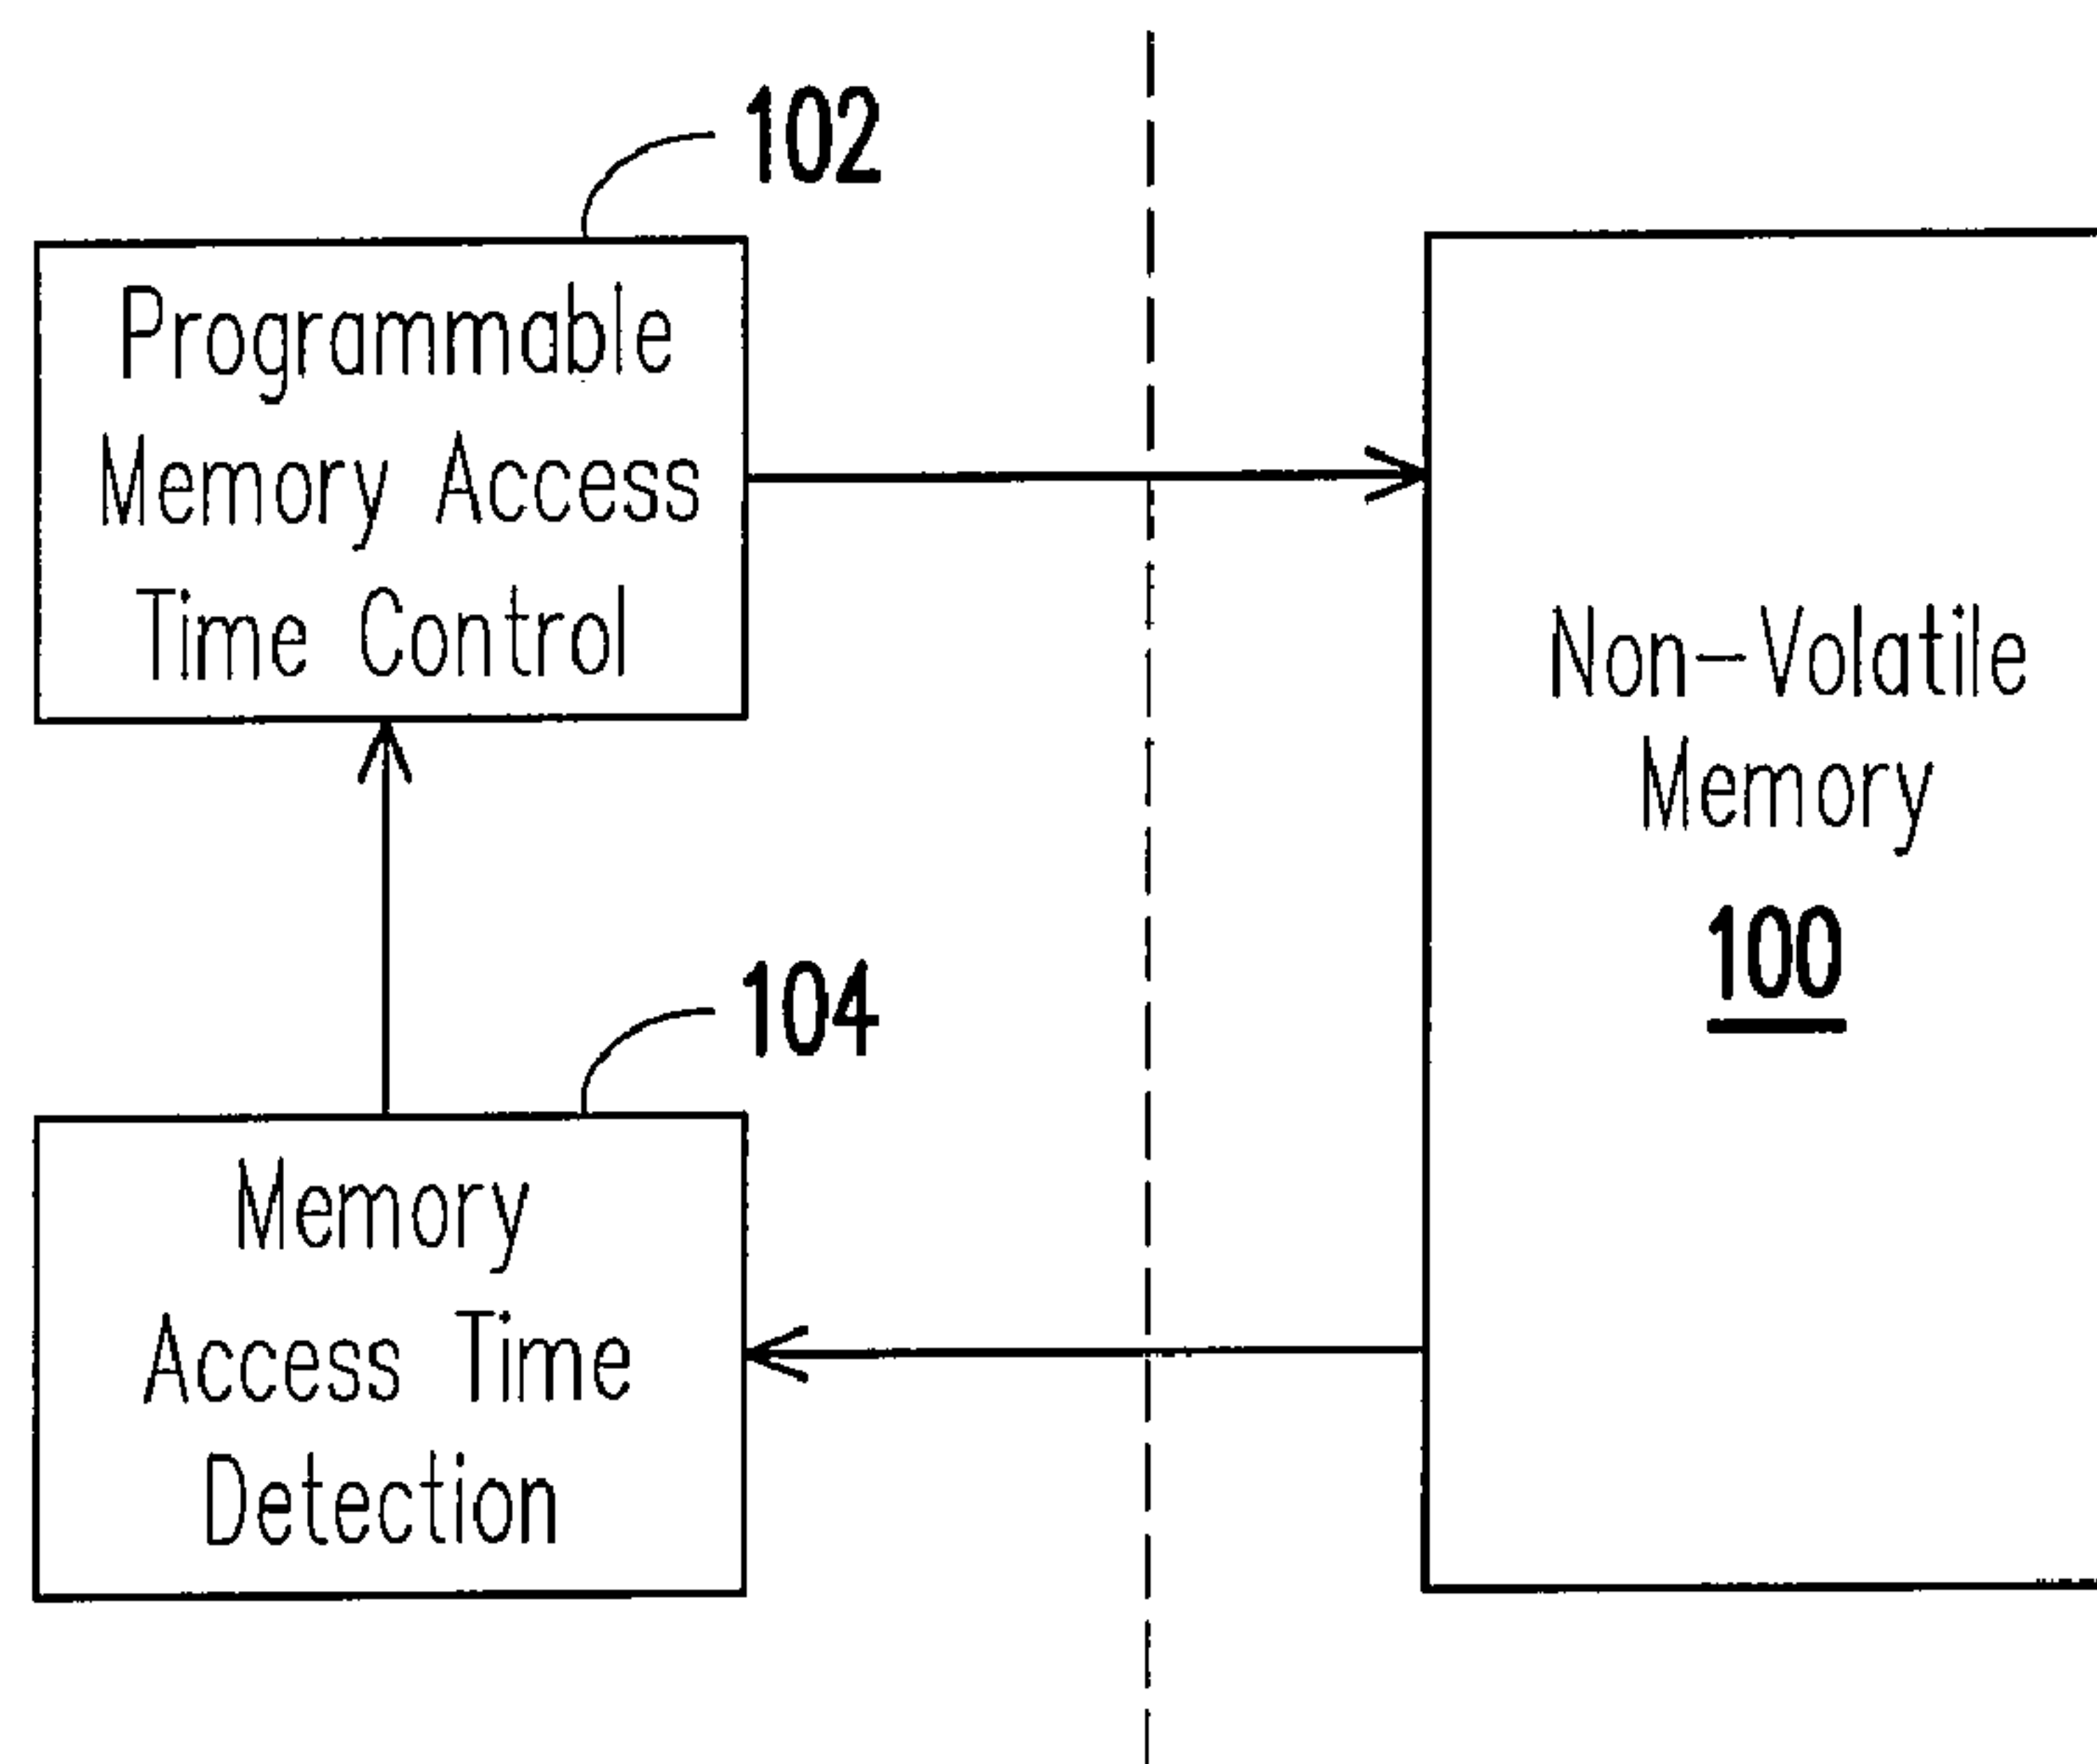 102
Programmable
Memory Access
Time Control
Non-Volatile
Memory
100
104
Memory
Access Time
Detection